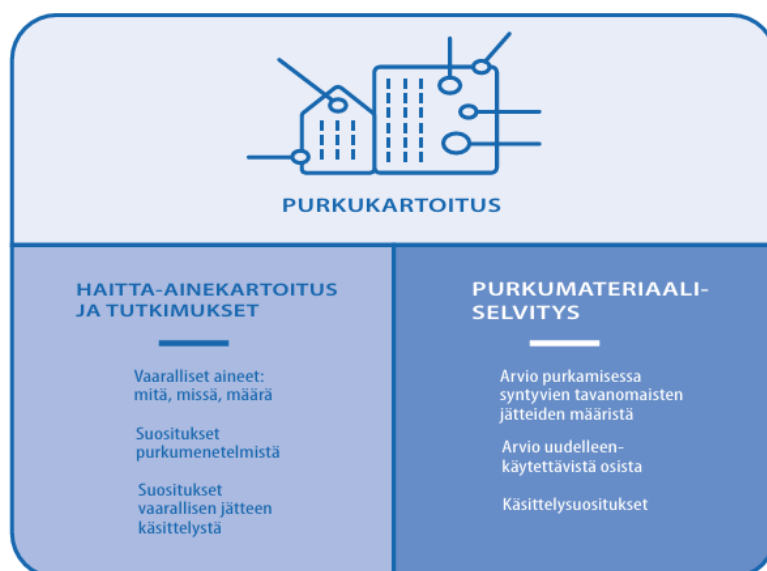 PURKUKARTOITUS
HAITTA-AINEKARTOITUS
JA TUTKIMUKSET
Vaaralliset aineet:
mitä, missä, määrä
Suositukset
purkumenetelmistä
Suositukset
vaarallisen jätteen
käsittelystä
PURKUMATERIAALI-
SELVITYS
Arvio purkamisessa
syntyvien tavanomaisten
jätteiden määristä
Arvio uudelleen-
käytettävistä osista
Käsittelysuositukset